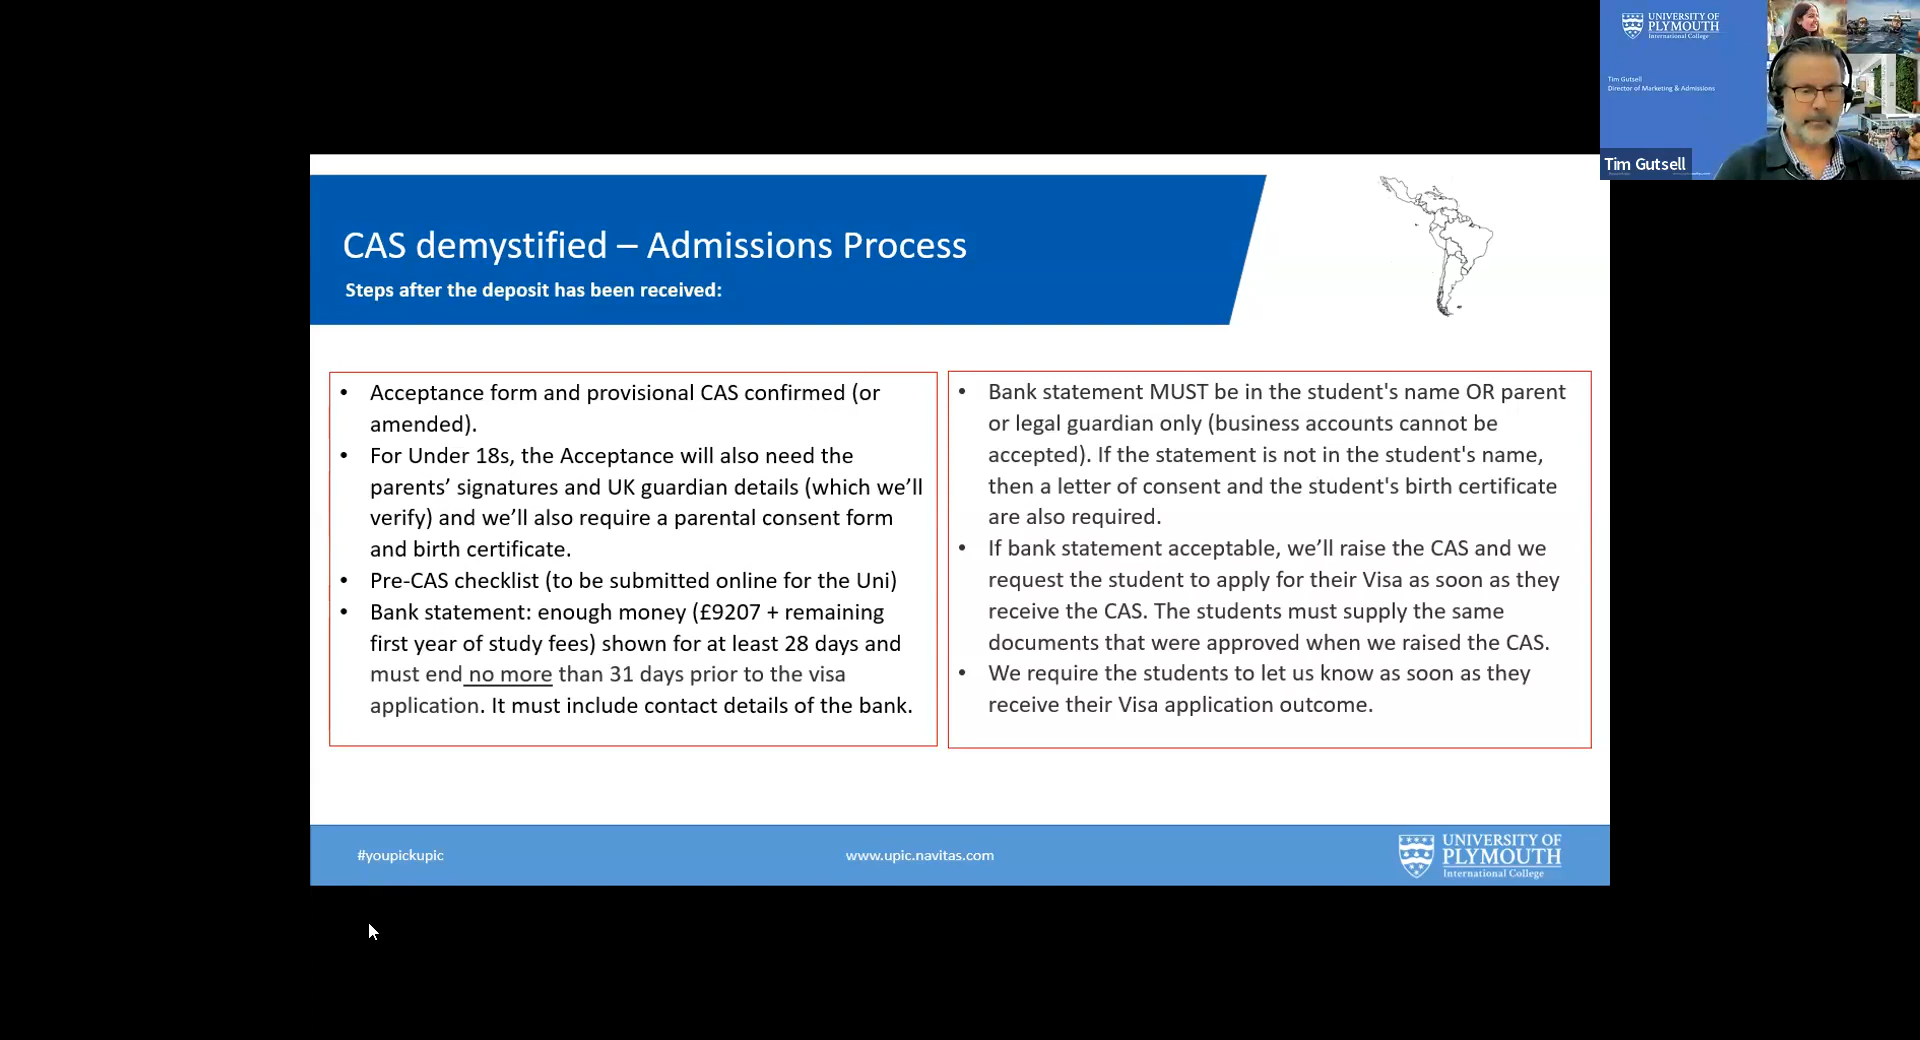 UNIVERSITY OF
PLYMOUTH
International College
Tim Gutsell
Director of Marketing & Admissions
Tim Gutsell
CAS demystified – Admissions Process
Steps after the deposit has been received:
• Acceptance form and provisional CAS confirmed (or
amended).
• For Under 18s, the Acceptance will also need the
parents’ signatures and UK guardian details (which we’ll
verify) and we’ll also require a parental consent form
and birth certificate.
• Pre-CAS checklist (to be submitted online for the Uni)
• Bank statement: enough money (£9207 + remaining
first year of study fees) shown for at least 28 days and
must end no more than 31 days prior to the visa
application. It must include contact details of the bank.
• Bank statement MUST be in the student's name OR parent
or legal guardian only (business accounts cannot be
accepted). If the statement is not in the student's name,
then a letter of consent and the student's birth certificate
are also required.
• If bank statement acceptable, we’ll raise the CAS and we
request the student to apply for their Visa as soon as they
receive the CAS. The students must supply the same
documents that were approved when we raised the CAS.
• We require the students to let us know as soon as they
receive their Visa application outcome.
#youpickupic
www.upic.navitas.com
UNIVERSITY OF
PLYMOUTH
International College